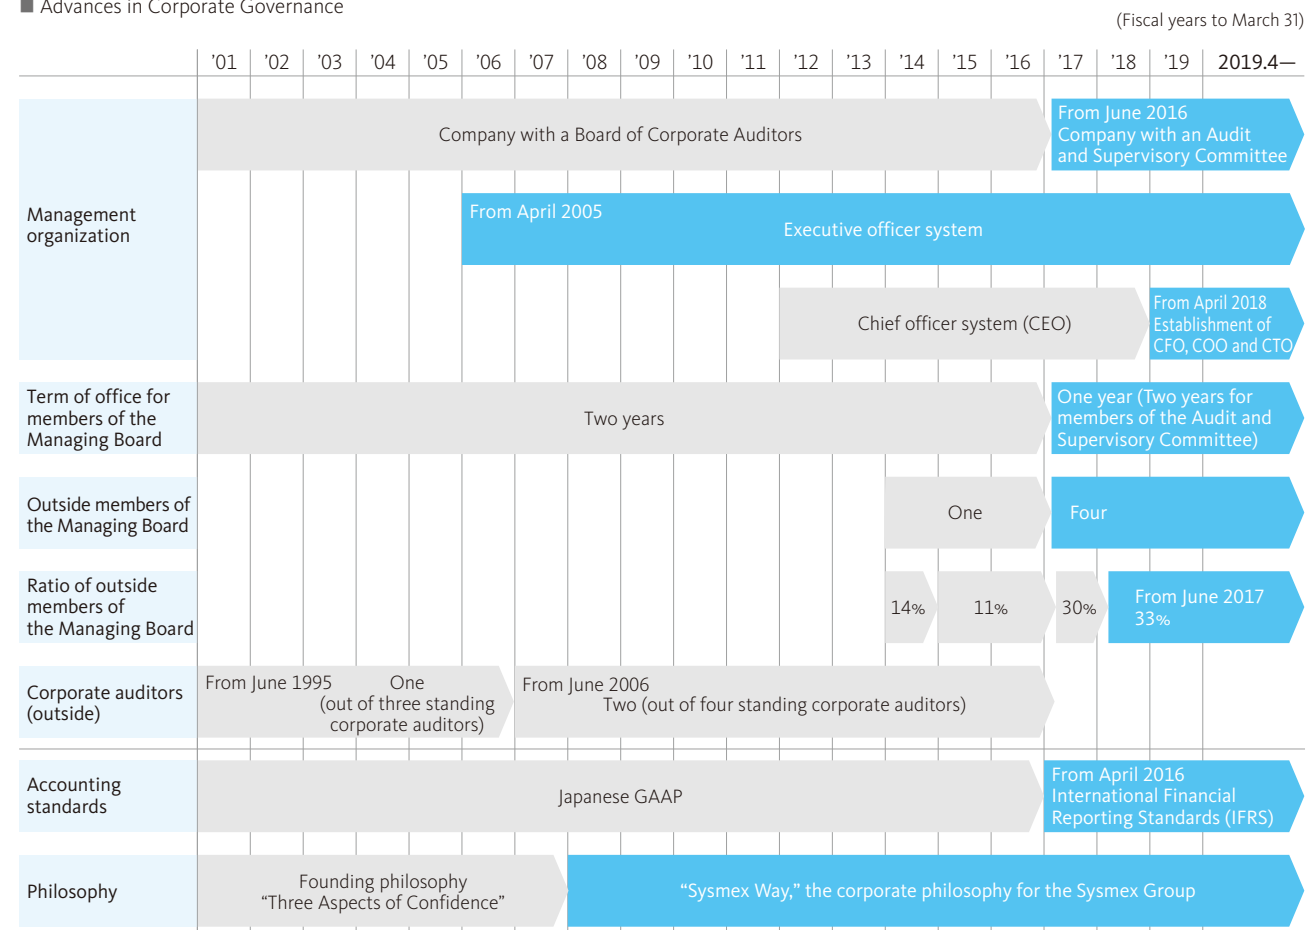 ■ Advances in Corporate Governance
(Fiscal years to March 31)
’01 ’02 ’03 ’04 ’05 ’06 ’07 ’08 ’09 ’10 ’11 ’12 ’13 ’14 ’15 ’16 ’17 ’18 ’19 2019.4—
Management
organization
Company with a Board of Corporate Auditors
From June 2016
Company with an Audit
and Supervisory Committee
From April 2005
Executive officer system
Chief officer system (CEO)
From April 2018
Establishment of
CFO, COO and CTO
Term of office for
members of the
Managing Board
Two years
One year (Two years for
members of the Audit and
Supervisory Committee)
Outside members of
the Managing Board
One
Four
Ratio of outside
members of
the Managing Board
14%
11%
30%
From June 2017
33%
Corporate auditors
(outside)
From June 1995 One
(out of three standing
corporate auditors)
From June 2006
Two (out of four standing corporate auditors)
Accounting
standards
Japanese GAAP
From April 2016
International Financial
Reporting Standards (IFRS)
Philosophy
Founding philosophy
“Three Aspects of Confidence”
“Sysmex Way,” the corporate philosophy for the Sysmex Group